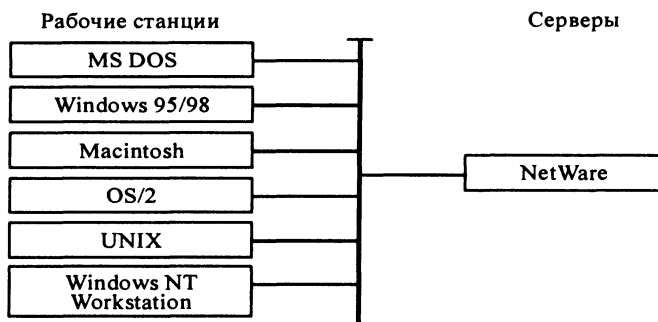 Рабочие станции
Серверы
MS DOS
Windows 95/98
Macintosh
NetWare
OS/2
UNIX
Windows NT
Workstation